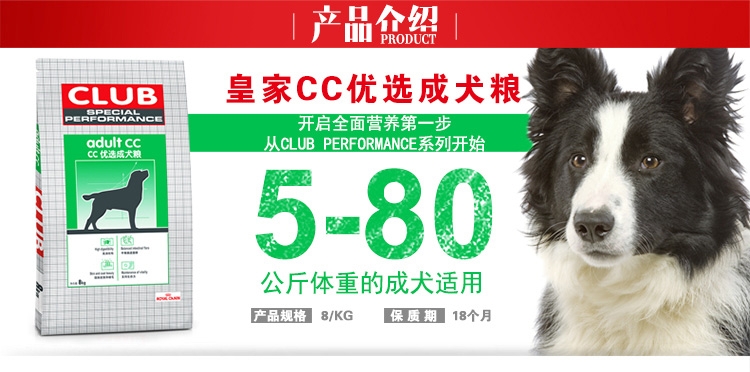 产品介绍
PRODUCT
皇家CC优选成犬粮
开启全面营养第一步
从CLUB PERFORMANCE系列开始
5-80
公斤体重的成犬适用
产品规格 8/KG 保质期 18个月
CLUB
SPECIAL
PERFORMANCE
adult CC
CC 优选成犬粮
8kg
ROYAL CANIN